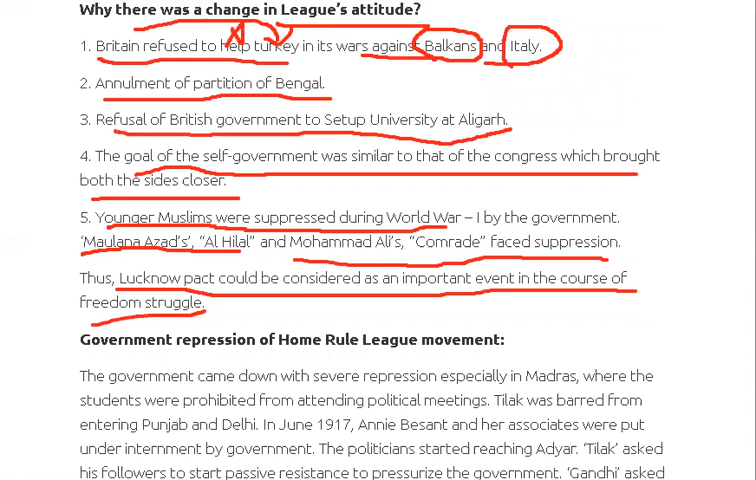 Why there was a change in League's attitude?
1. Britain refused to help turkey in its wars against Balkans and Italy.
2. Annulment of partition of Bengal.
3. Refusal of British government to Setup University at Aligarh.
4. The goal of the self-government was similar to that of the congress which brought
both the sides closer.
5. Younger Muslims were suppressed during World War – I by the government.
‘Maulana Azad’s’, “Al Hilal” and Mohammad Ali’s, “Comrade” faced suppression.
Thus, Lucknow pact could be considered as an important event in the course of
freedom struggle.
Government repression of Home Rule League movement:
The government came down with severe repression especially in Madras, where the
students were prohibited from attending political meetings. Tilak was barred from
entering Punjab and Delhi. In June 1917, Annie Besant and her associates were put
under internment by government. The politicians started reaching Adyar. ‘Tilak’ asked
his followers to start passive resistance to pressurize the government. ‘Gandhi’ asked